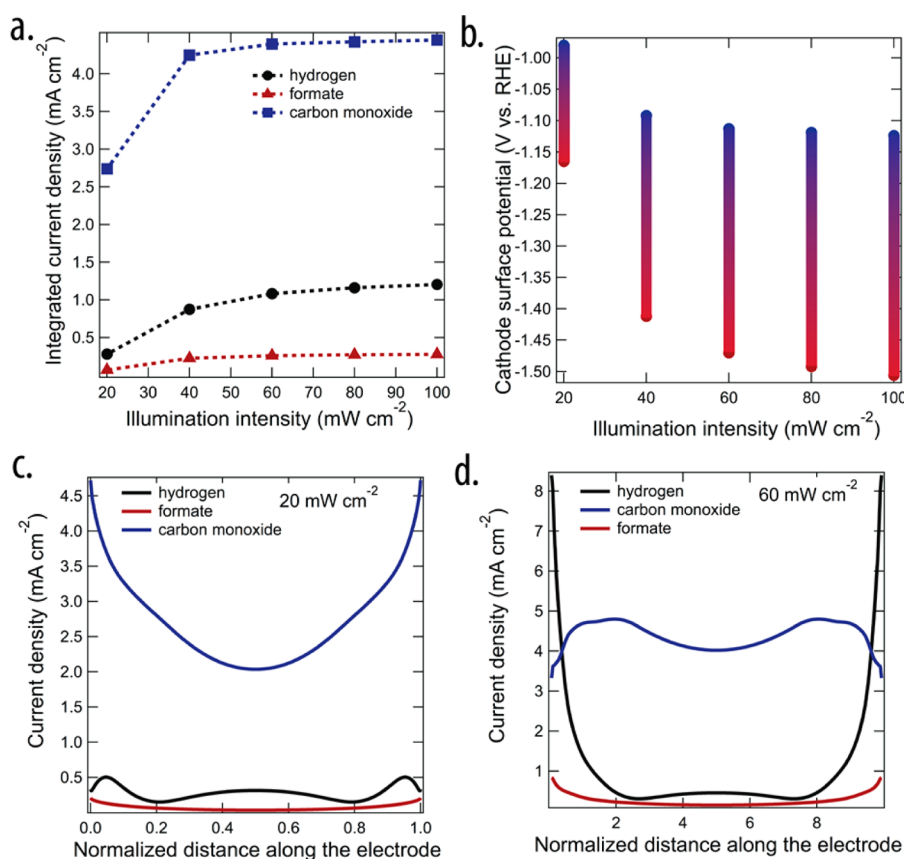 a.
Integrated current density (mA cm-2)
4.0
3.5
3.0
2.5
2.0
1.5
1.0
0.5
hydrogen
formate
carbon monoxide
20 30 40 50 60 70 80 90 100
Illumination intensity (mW cm-2)
b.
Cathode surface potential (V vs. RHE)
-1.00
-1.05
-1.10
-1.15
-1.20
-1.25
-1.30
-1.35
-1.40
-1.45
-1.50
20 40 60 80 100
Illumination intensity (mW cm-2)
c.
Current density (mA cm-2)
4.5
4.0
3.5
3.0
2.5
2.0
1.5
1.0
0.5
hydrogen
formate
carbon monoxide
20 mW cm-2
0.0 0.2 0.4 0.6 0.8 1.0
Normalized distance along the electrode
d.
Current density (mA cm-2)
8
7
6
5
4
3
2
1
hydrogen
carbon monoxide
formate
60 mW cm-2
2 4 6 8
Normalized distance along the electrode